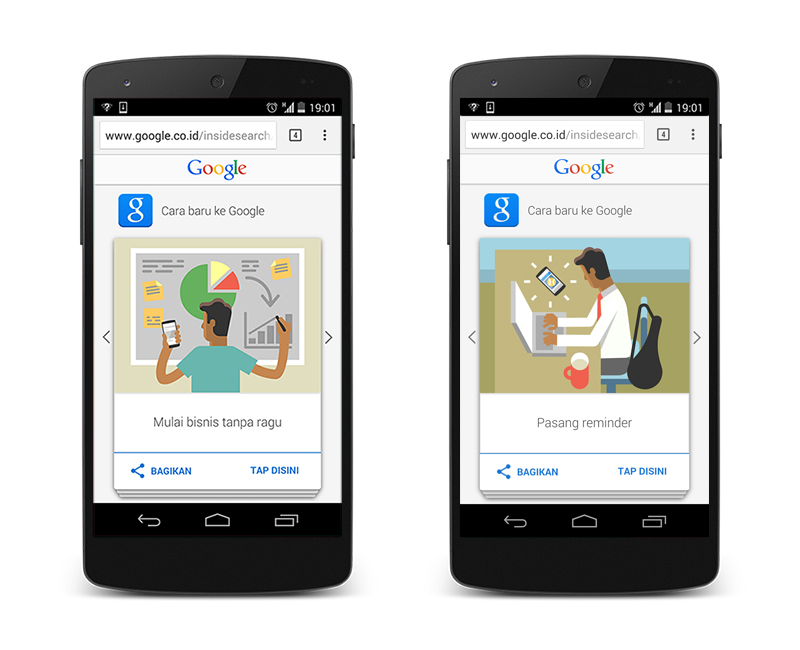 19:01
www.google.co.id/insidesearch
4
Google
g
Cara baru ke Google
Mulai bisnis tanpa ragu
BAGIKAN
TAP DISINI
19:01
www.google.co.id/insidesearch
4
Google
g
Cara baru ke Google
Pasang reminder
BAGIKAN
TAP DISINI